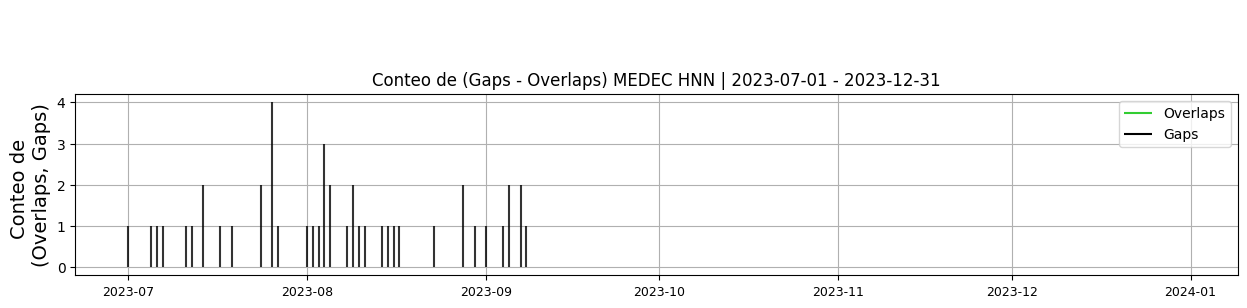 Conteo de (Gaps - Overlaps) MEDEC HNN | 2023-07-01 - 2023-12-31
Conteo de
(Overlaps, Gaps)
4
3
2
1
0
Overlaps
Gaps
2023-07
2023-08
2023-09
2023-10
2023-11
2023-12
2024-01